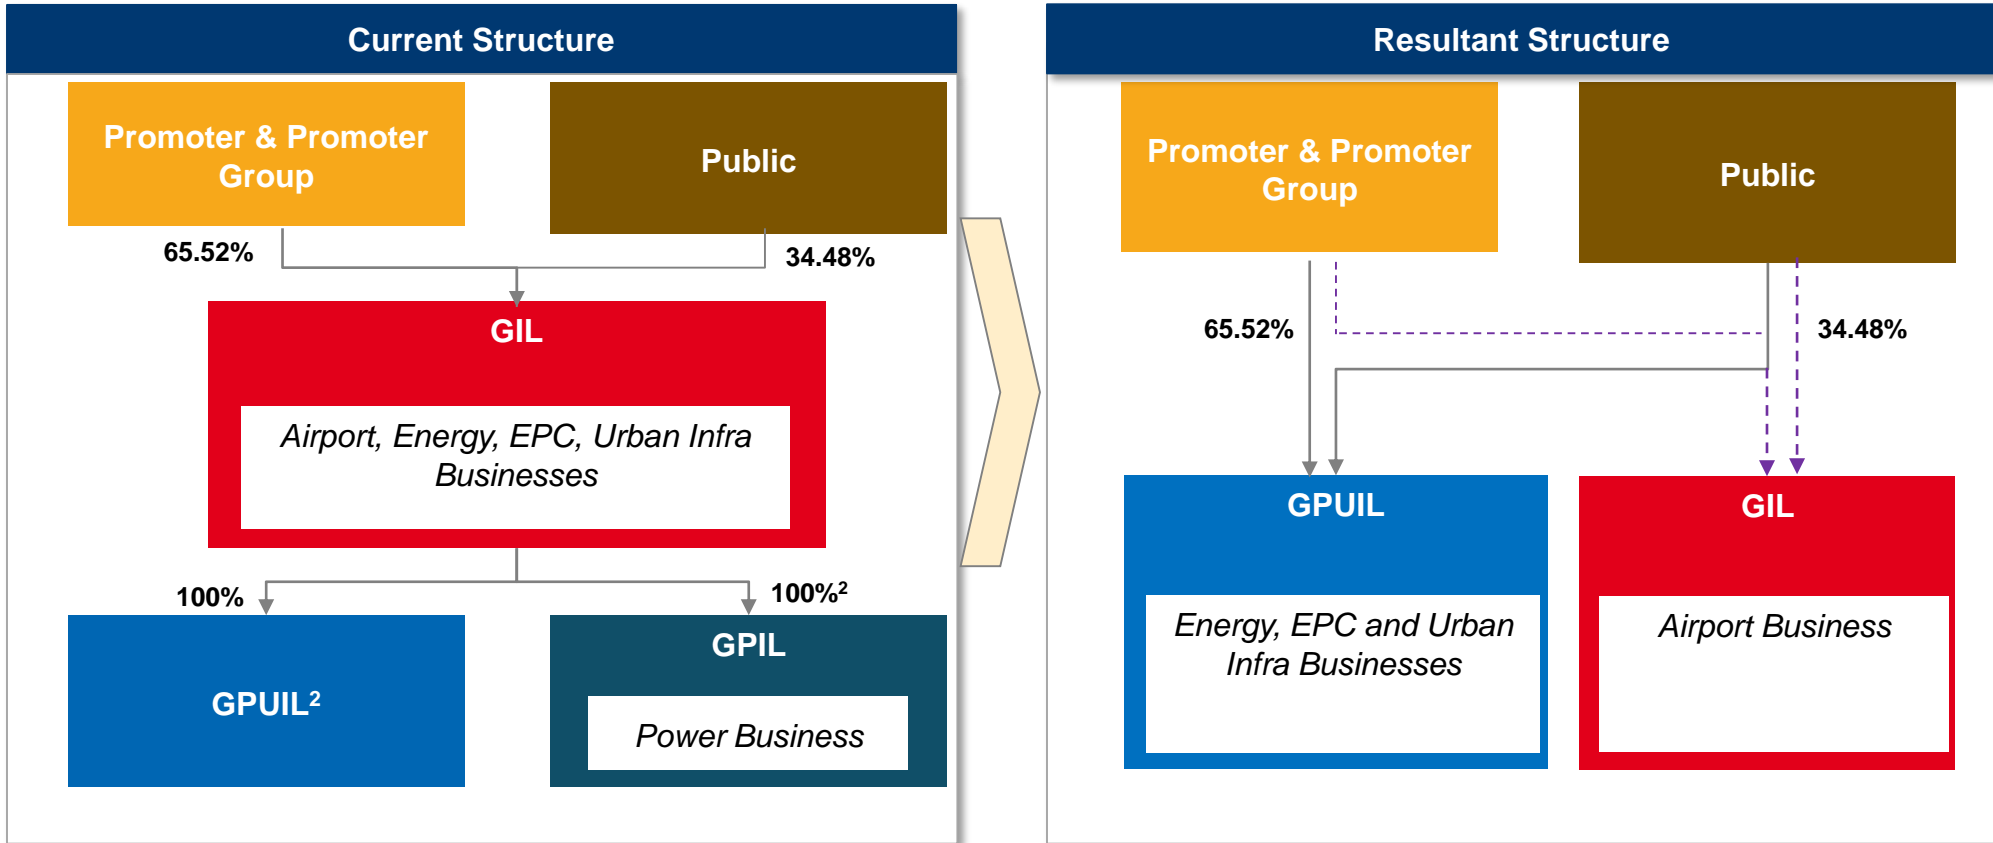 Current Structure
Promoter & Promoter
Group
Public
65.52%
34.48%
GIL
Airport, Energy, EPC, Urban Infra
Businesses
100%
100%²
GPUIL²
GPIL
Power Business
Resultant Structure
Promoter & Promoter
Group
Public
65.52%
34.48%
GPUIL
Energy, EPC and Urban
Infra Businesses
GIL
Airport Business